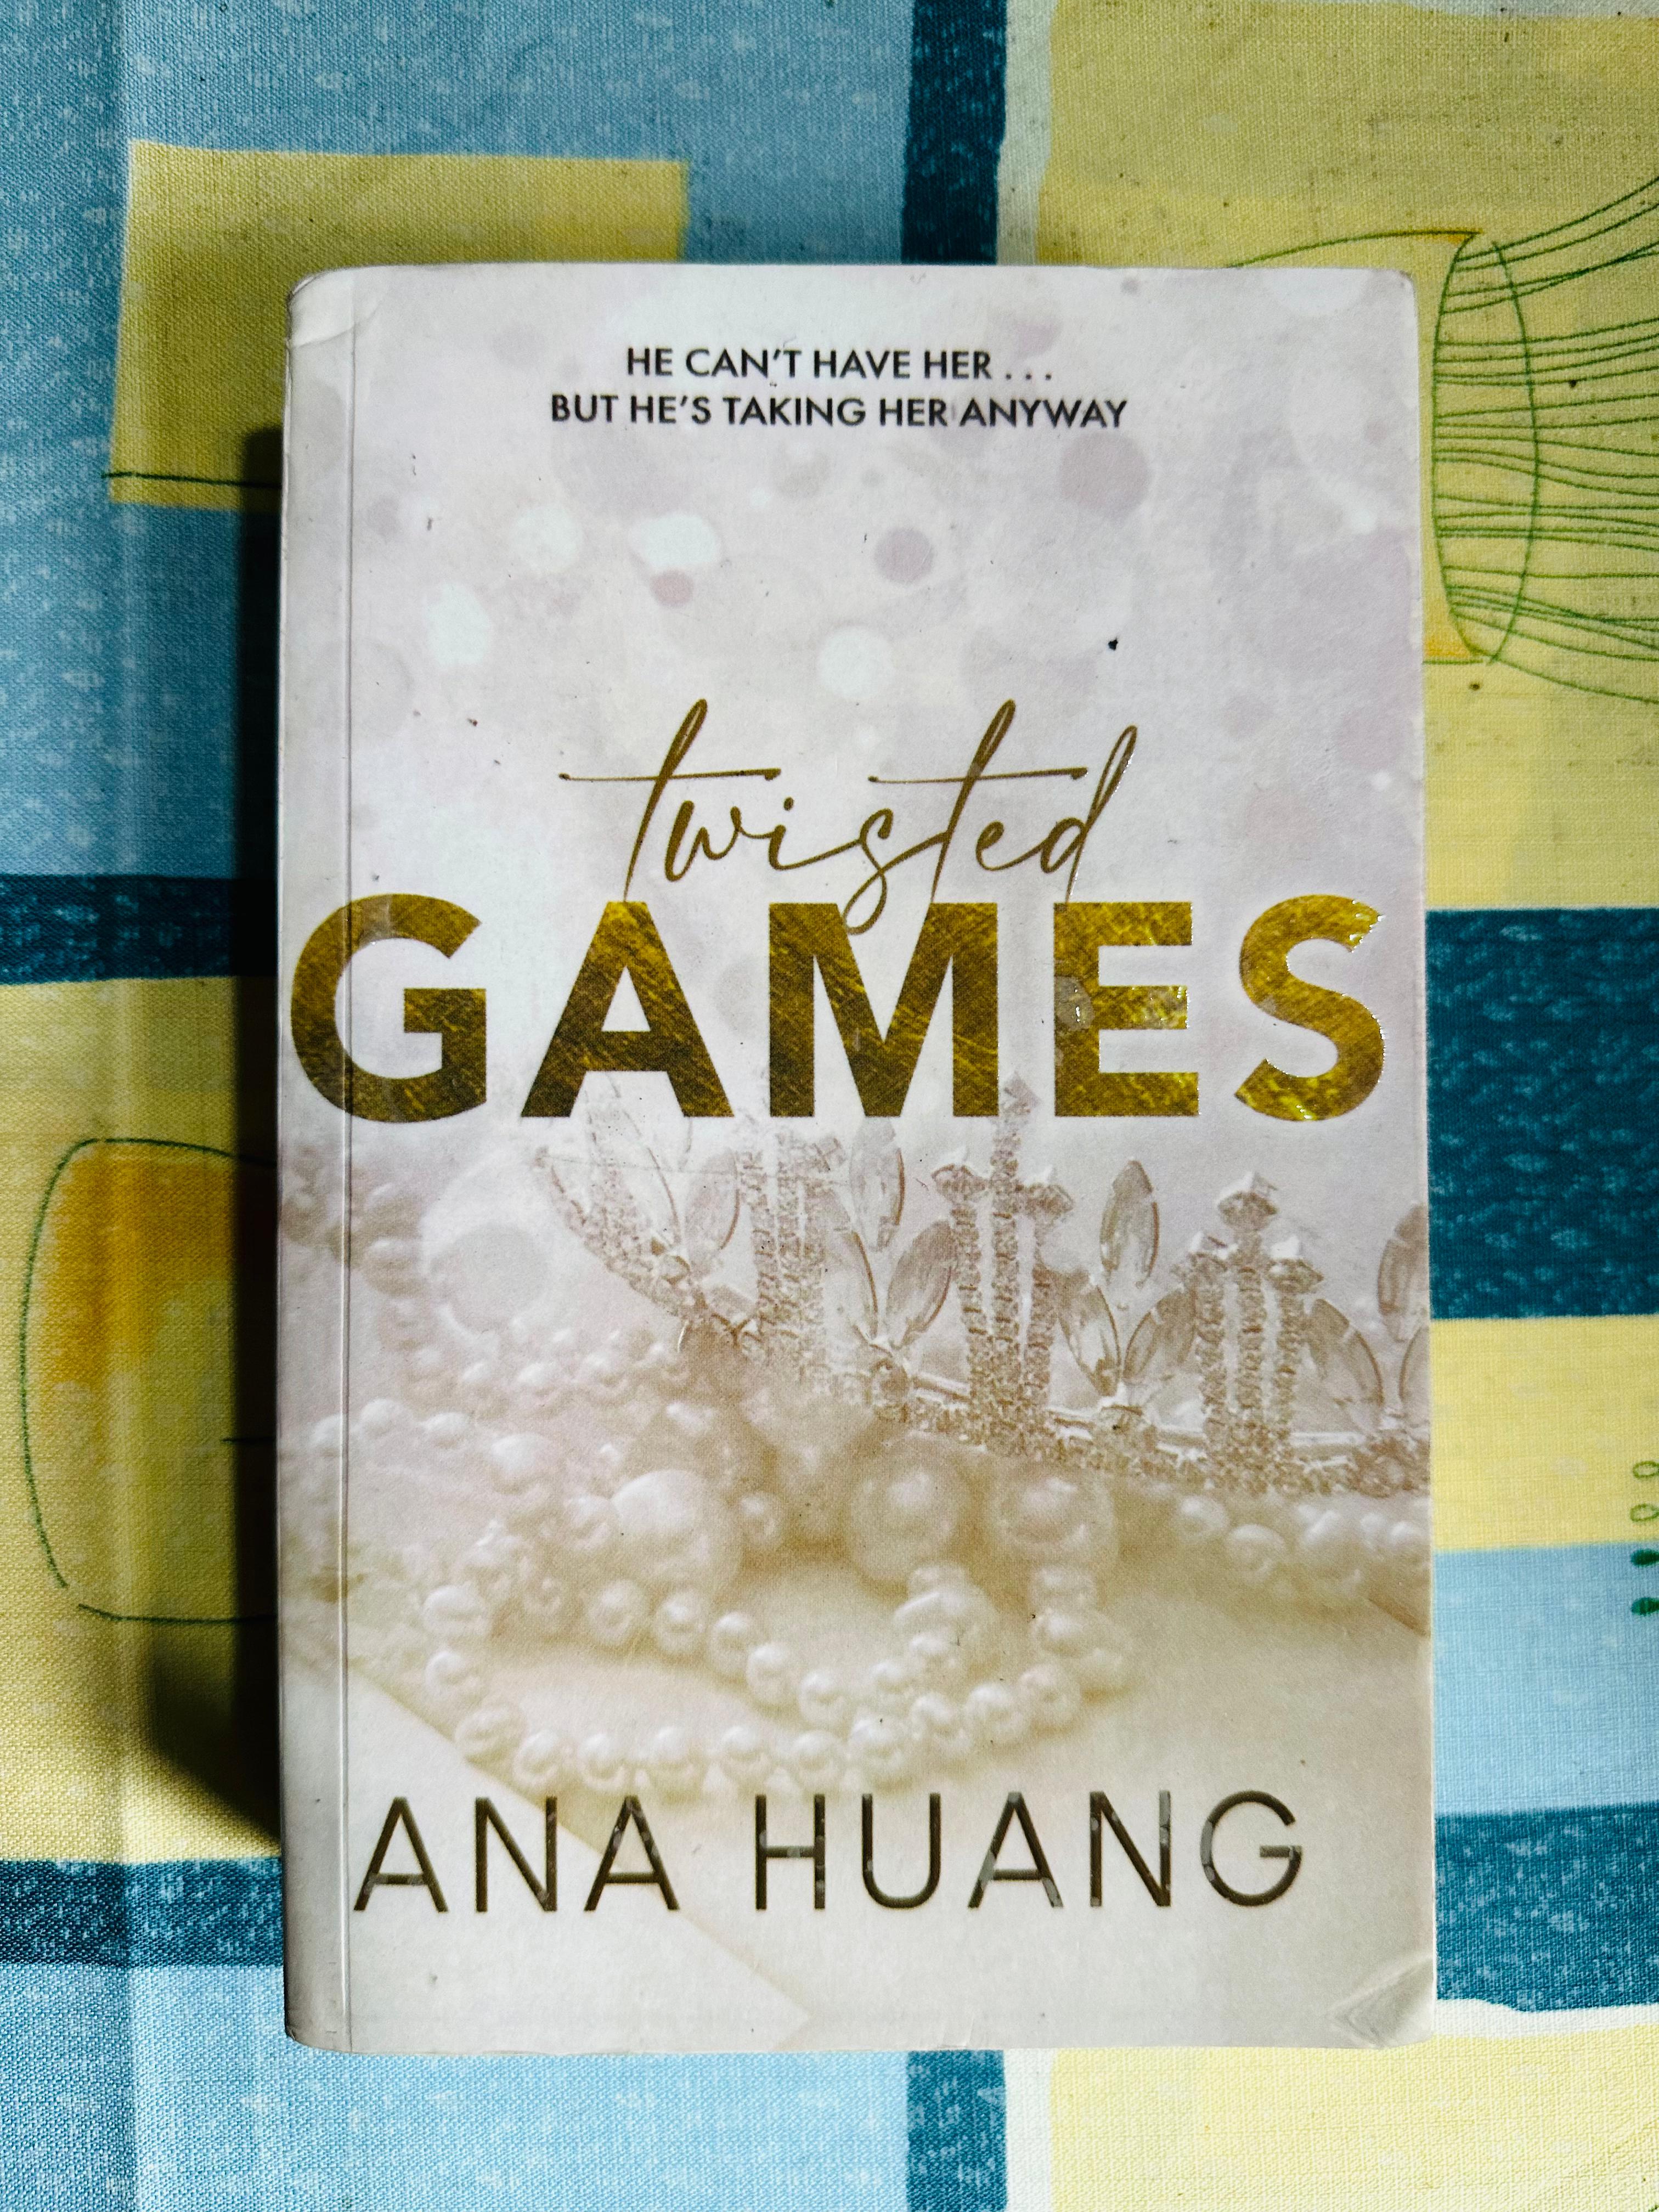 HE CAN'T HAVE HER . . .
BUT HE'S TAKING HER ANYWAY
twisted
GAMES
ANA HUANG